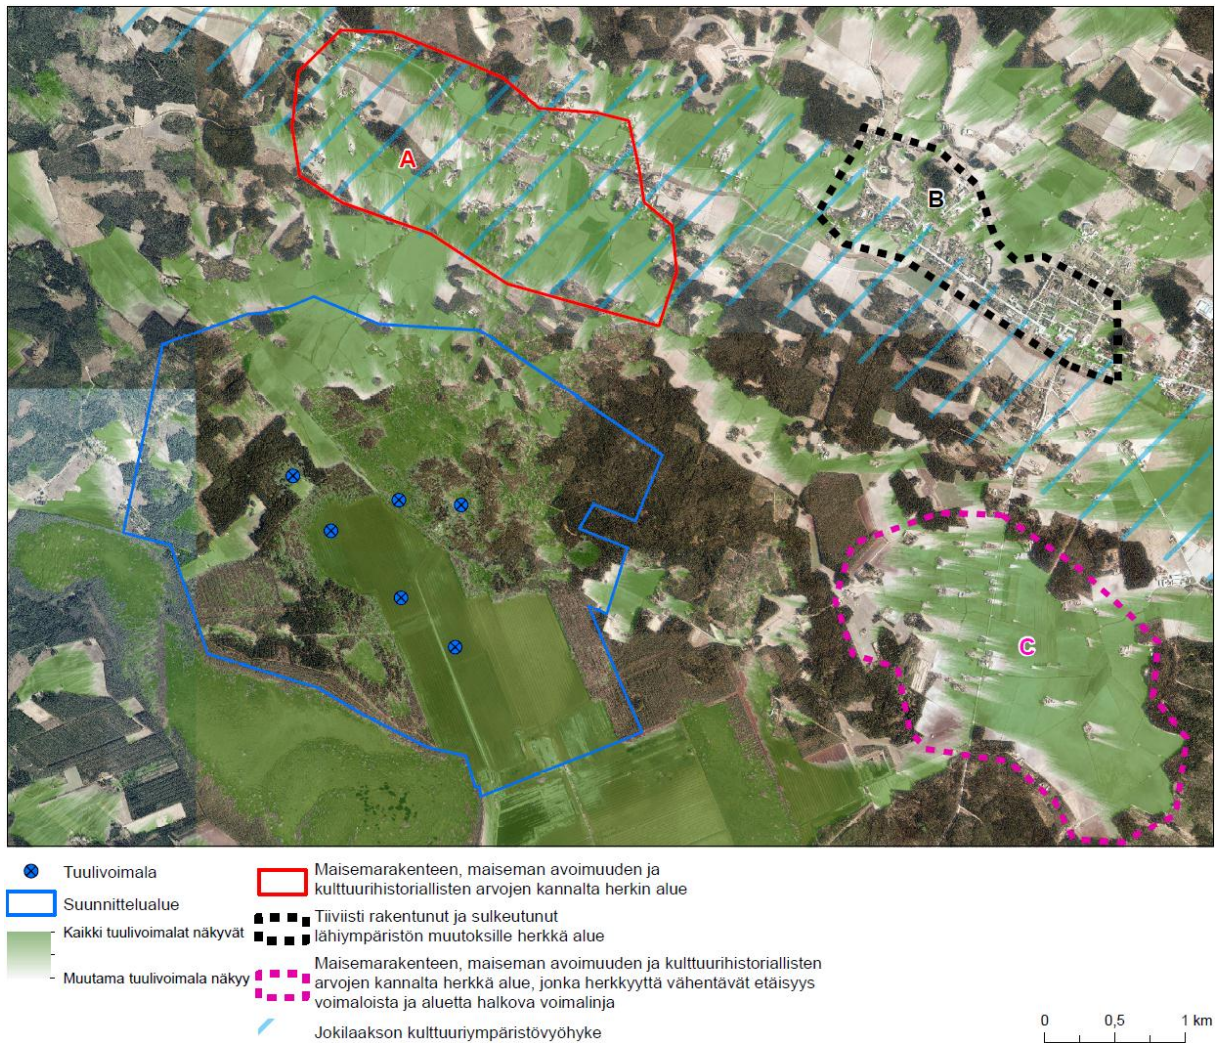 A
B
C
Tuulivoimala
Suunnittelualue
Kaikki tuulivoimalat näkyvät
Muutama tuulivoimala näkyy
Maisemarakenteen, maiseman avoimuuden ja
kulttuurihistoriallisten arvojen kannalta herkin alue
Tiiviisti rakentunut ja sulkeutunut
lähiympäristön muutoksille herkkä alue
Maisemarakenteen, maiseman avoimuuden ja kulttuurihistoriallisten
arvojen kannalta herkkä alue, jonka herkkyyttä vähentävät etäisyys
voimaloista ja aluetta halkova voimalinja
Jokilaakson kulttuuriympäristövyöhyke
0 0,5 1 km